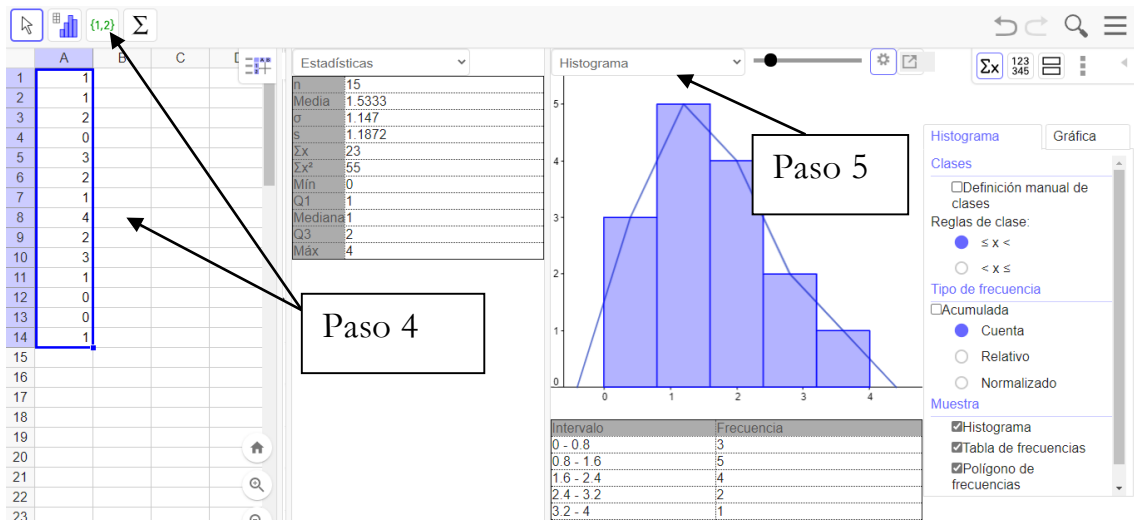 {1,2} Σ
A B C
1 1
2 1
3 2
4 0
5 3
6 2
7 1
8 4
9 2
10 3
11 1
12 0
13 0
14 1
15
16
17
18
19
20
21
22
23
Estadísticas
n 15
Media 1.5333
σ 1.147
s 1.1872
Σx 23
Σx² 55
Mín 0
Q1 1
Mediana 1
Q3 2
Máx 4
Paso 4
Histograma
5
4
3
2
1
0
0 1 2 3 4
Paso 5
Intervalo Frecuencia
0 - 0.8 3
0.8 - 1.6 5
1.6 - 2.4 4
2.4 - 3.2 2
3.2 - 4 1
Σx 123 345
Histograma Gráfica
Clases
Definición manual de
clases
Reglas de clase:
≤ x <
< x ≤
Tipo de frecuencia
Acumulada
Cuenta
Relativo
Normalizado
Muestra
Histograma
Tabla de frecuencias
Polígono de
frecuencias